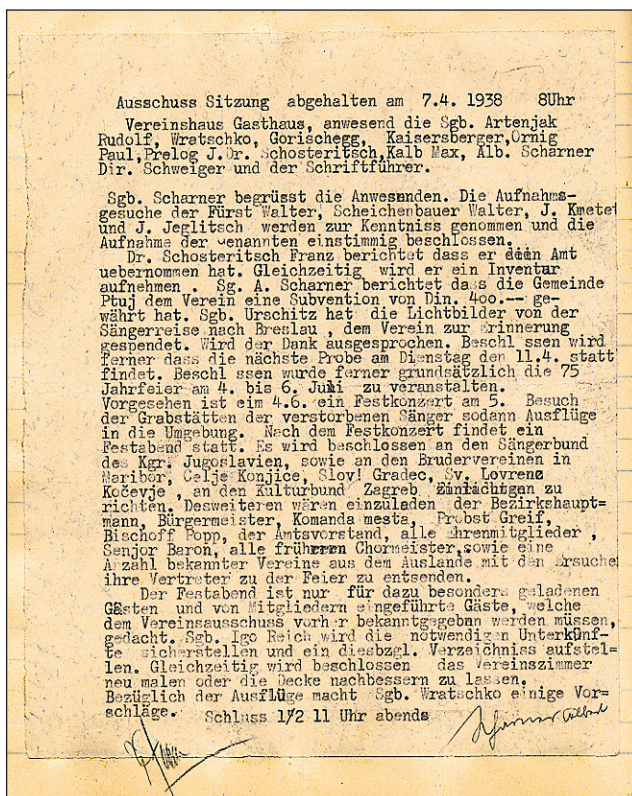 Ausschuss Sitzung abgehalten am 7.4. 1938 8Uhr
Vereinshaus Gasthaus, anwesend die Sgb. Artenjak
Rudolf, Wratschko, Gorischegg, Kaisersberger,Ornig
Paul,Prelog J.Dr. Schosteritsch,Kalb Max, Alb. Scharner
Dir. Schweiger und der Schriftführer.
Sgb. Scharner begrüsst die Anwesenden. Die Aufnahms-
gesuche der Fürst Walter, Scheichenbauer Walter, J. Kmetel
und J. Jeglitsch werden zur Kenntniss genommen und die
Aufnahme der Genannten einstimmig beschlossen.
Dr. Schosteritsch Franz berichtet dass er Amt
uebernommen hat. Gleichzeitig wird er ein Inventar
aufnehmen . Sg. A. Scharner berichtet dass die Gemeinde
Ptuj dem Verein eine Subvention von Din. 400.-- ge-
währt hat. Sgb. Urschitz hat die Lichtbilder von der
Sängerreise nach Breslau , dem Verein zur Erinnerung
gespendet. Wird der Dank ausgesprochen. Beschl ssen wird
ferner dass die nächste Probe am Dienstag den 11.4. statt
findet. Beschl ssen wurde ferner grundsätzlich die 75
Jahrfeier am 4. bis 6. Juni zu veranstalten.
Vorgesehen ist eim 4.6. ein Festkonzert am 5. Besuch
der Grabstätten der verstorbenen Sänger sodann Ausflüge
in die Umgebung. Nach dem Festkonzert findet ein
Festabend statt. Es wird beschlossen an den Sängerbund
des Kgr. Jugoslavien, sowie an den Brudervereinen in
Maribor, Celje Konjice, Slov! Gradec, Sv. Lovrenc
Kočevje , an den Kulturbund Zagreb zu
richten. Desweiteren wären einzuladen der Bezirkshaupt=
mann, Bürgermeister, Komanda mesta, Probst Greif,
Bischoff Popp, der Amtsvorstand, alle Ehrenmitglieder ,
Senjor Baron, alle früheren Chormeister,sowie eine
Anzahl bekannter Vereine aus dem Auslande mit den Ersuchen
ihre Vertreter zu der Feier zu entsenden.
Der Festabend ist nur für dazu besonders geladenen
Gästen und von Mitgliedern eingeführte Gäste, welche
dem Vereinsausschuss vorher bekanntgegeban werden müssen,
gedacht. Sgb. Igo Reich wird die notwendigen Unterkünf-
te sicherstellen und ein diesbzgl. Verzeichniss aufstel=
len. Gleichzeitig wird beschlossen das Vereinszimmer
neu malen oder die Decke nachbessern zu lassen.
Bezüglich der Ausflüge macht Sgb. Wratschko einige Vor=
schläge. Schluss 1/2 11 Uhr abends
Scharner